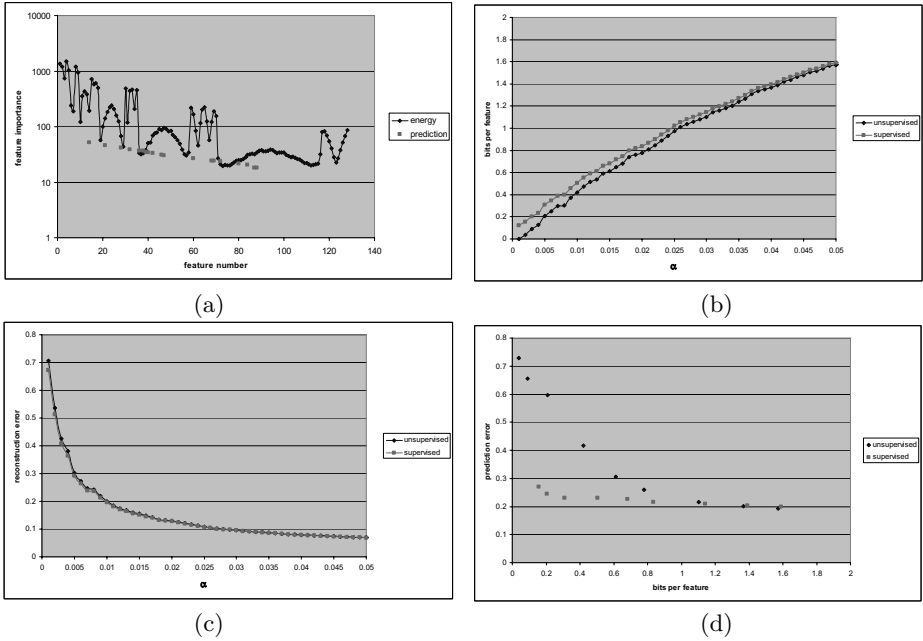 10000
1000
100
10
1
feature importance
0 20 40 60 80 100 120 140
feature number
energy
prediction
(a)
2
1.8
1.6
1.4
1.2
1
0.8
0.6
0.4
0.2
0
bits per feature
0 0.005 0.01 0.015 0.02 0.025 0.03 0.035 0.04 0.045 0.05
α
unsupervised
supervised
(b)
0.8
0.7
0.6
0.5
0.4
0.3
0.2
0.1
0
reconstruction error
0 0.005 0.01 0.015 0.02 0.025 0.03 0.035 0.04 0.045 0.05
α
unsupervised
supervised
(c)
0.8
0.7
0.6
0.5
0.4
0.3
0.2
0.1
0
prediction error
0 0.2 0.4 0.6 0.8 1 1.2 1.4 1.6 1.8 2
bits per feature
unsupervised
supervised
(d)